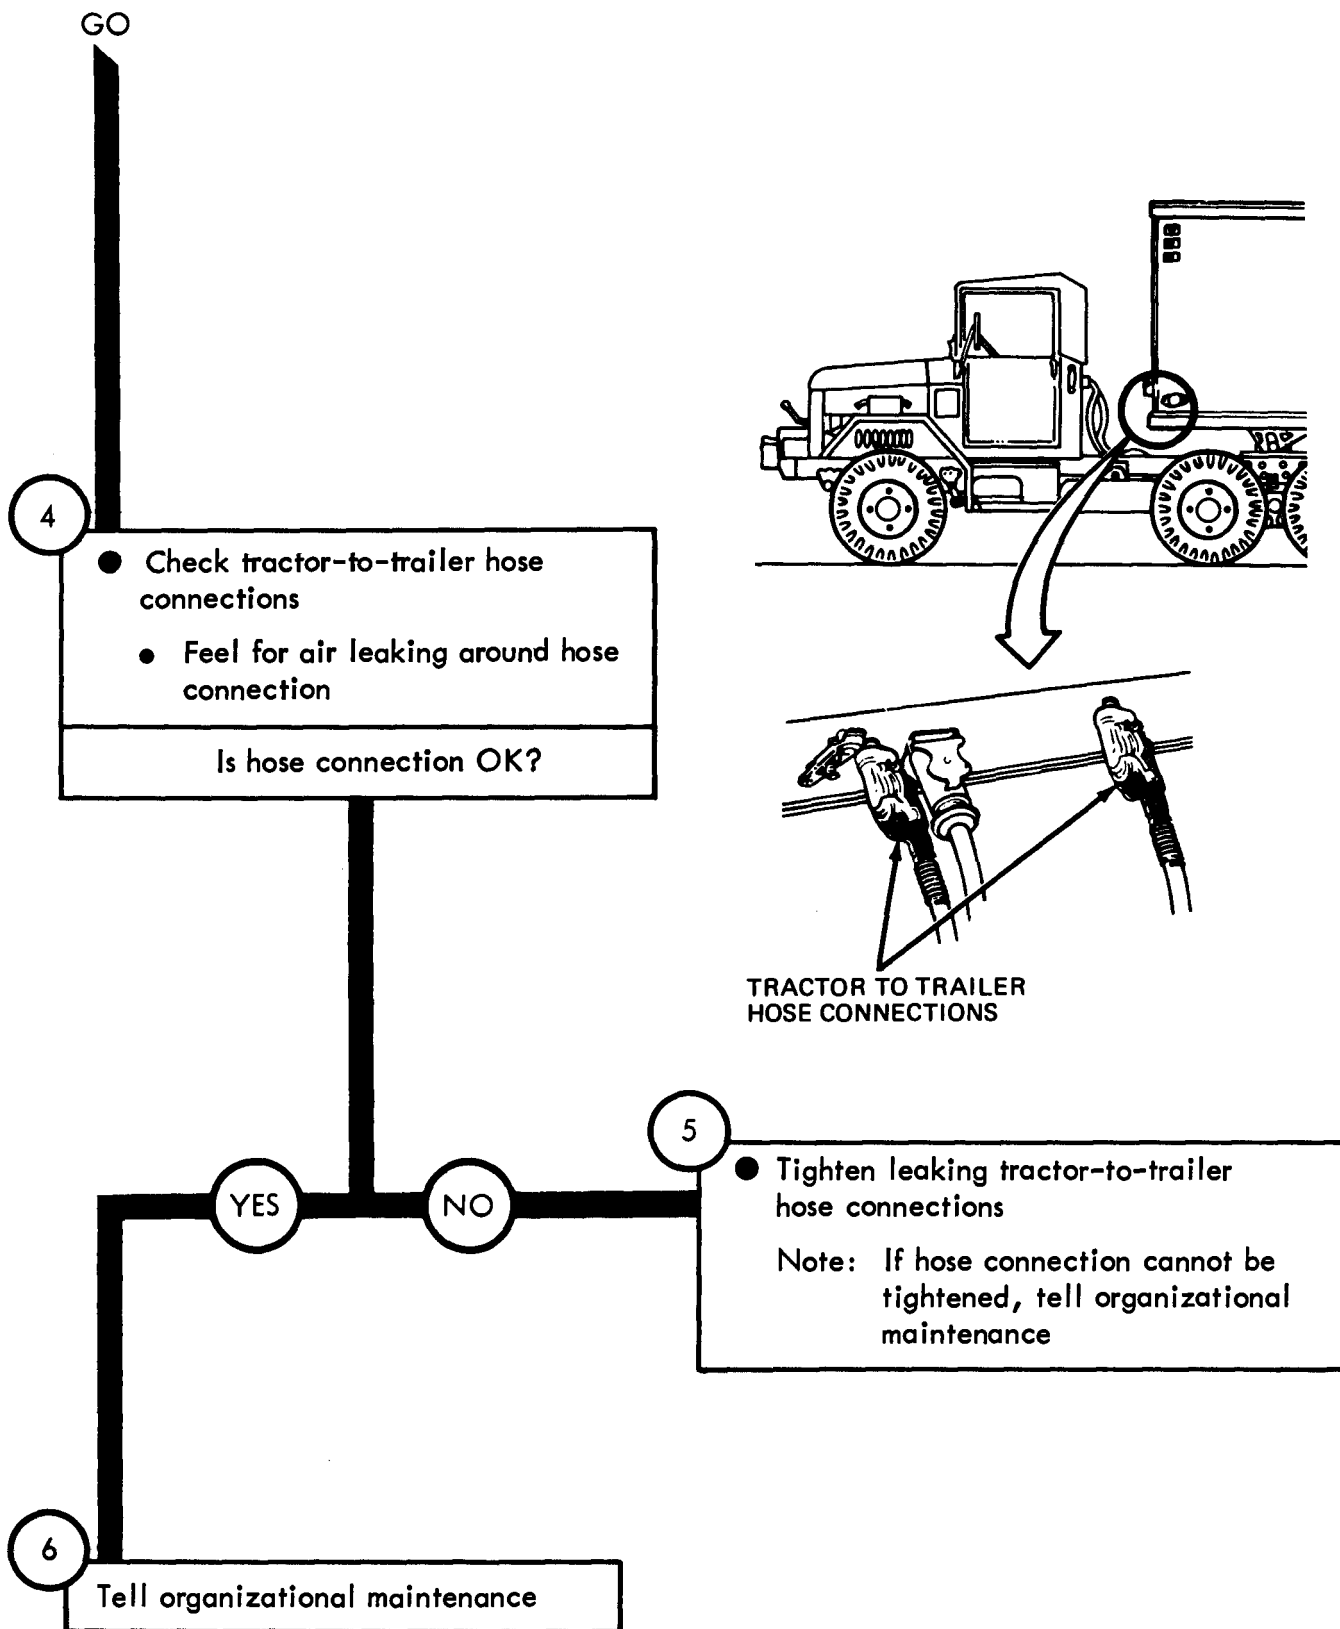 GO
4
● Check tractor-to-trailer hose
connections
● Feel for air leaking around hose
connection
Is hose connection OK?
TRACTOR TO TRAILER
HOSE CONNECTIONS
YES
NO
5
● Tighten leaking tractor-to-trailer
hose connections
Note: If hose connection cannot be
tightened, tell organizational
maintenance
6
Tell organizational maintenance